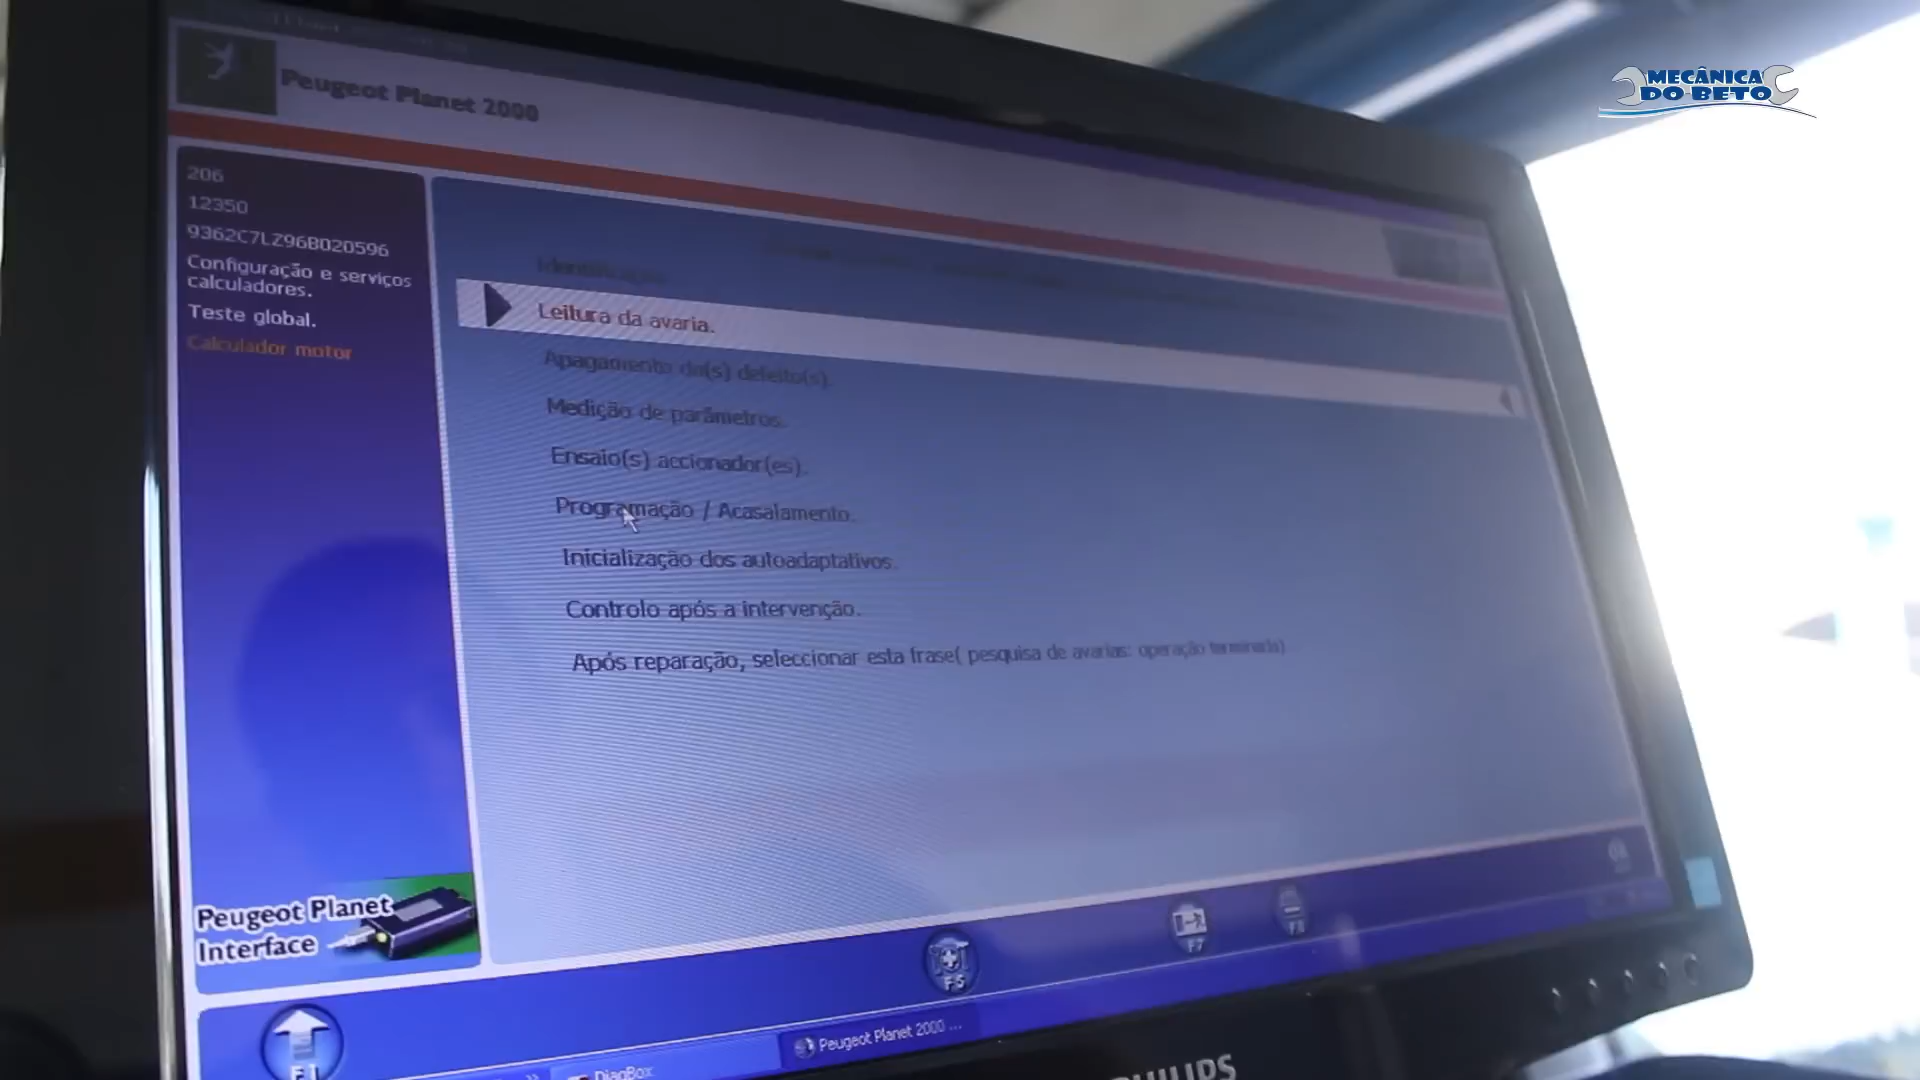 MECÂNICA
DO BETO
Peugeot Planet 2000
206
12350
9362C7LZ96B020596
Configuração e serviços
calculadores.
Teste global.
Calculador motor
Identificação
Leitura da avaria.
Apagamento do(s) defeito(s).
Medição de parâmetros.
Ensaio(s) accionador(es).
Programação / Acasalamento.
Inicialização dos autoadaptativos.
Controlo após a intervenção.
Após reparação, seleccionar esta frase( pesquisa de avarias: operação terminada)
Peugeot Planet
Interface
F1
F5
F7
F8
DiagBox
Peugeot Planet 2000 ...
PHILIPS